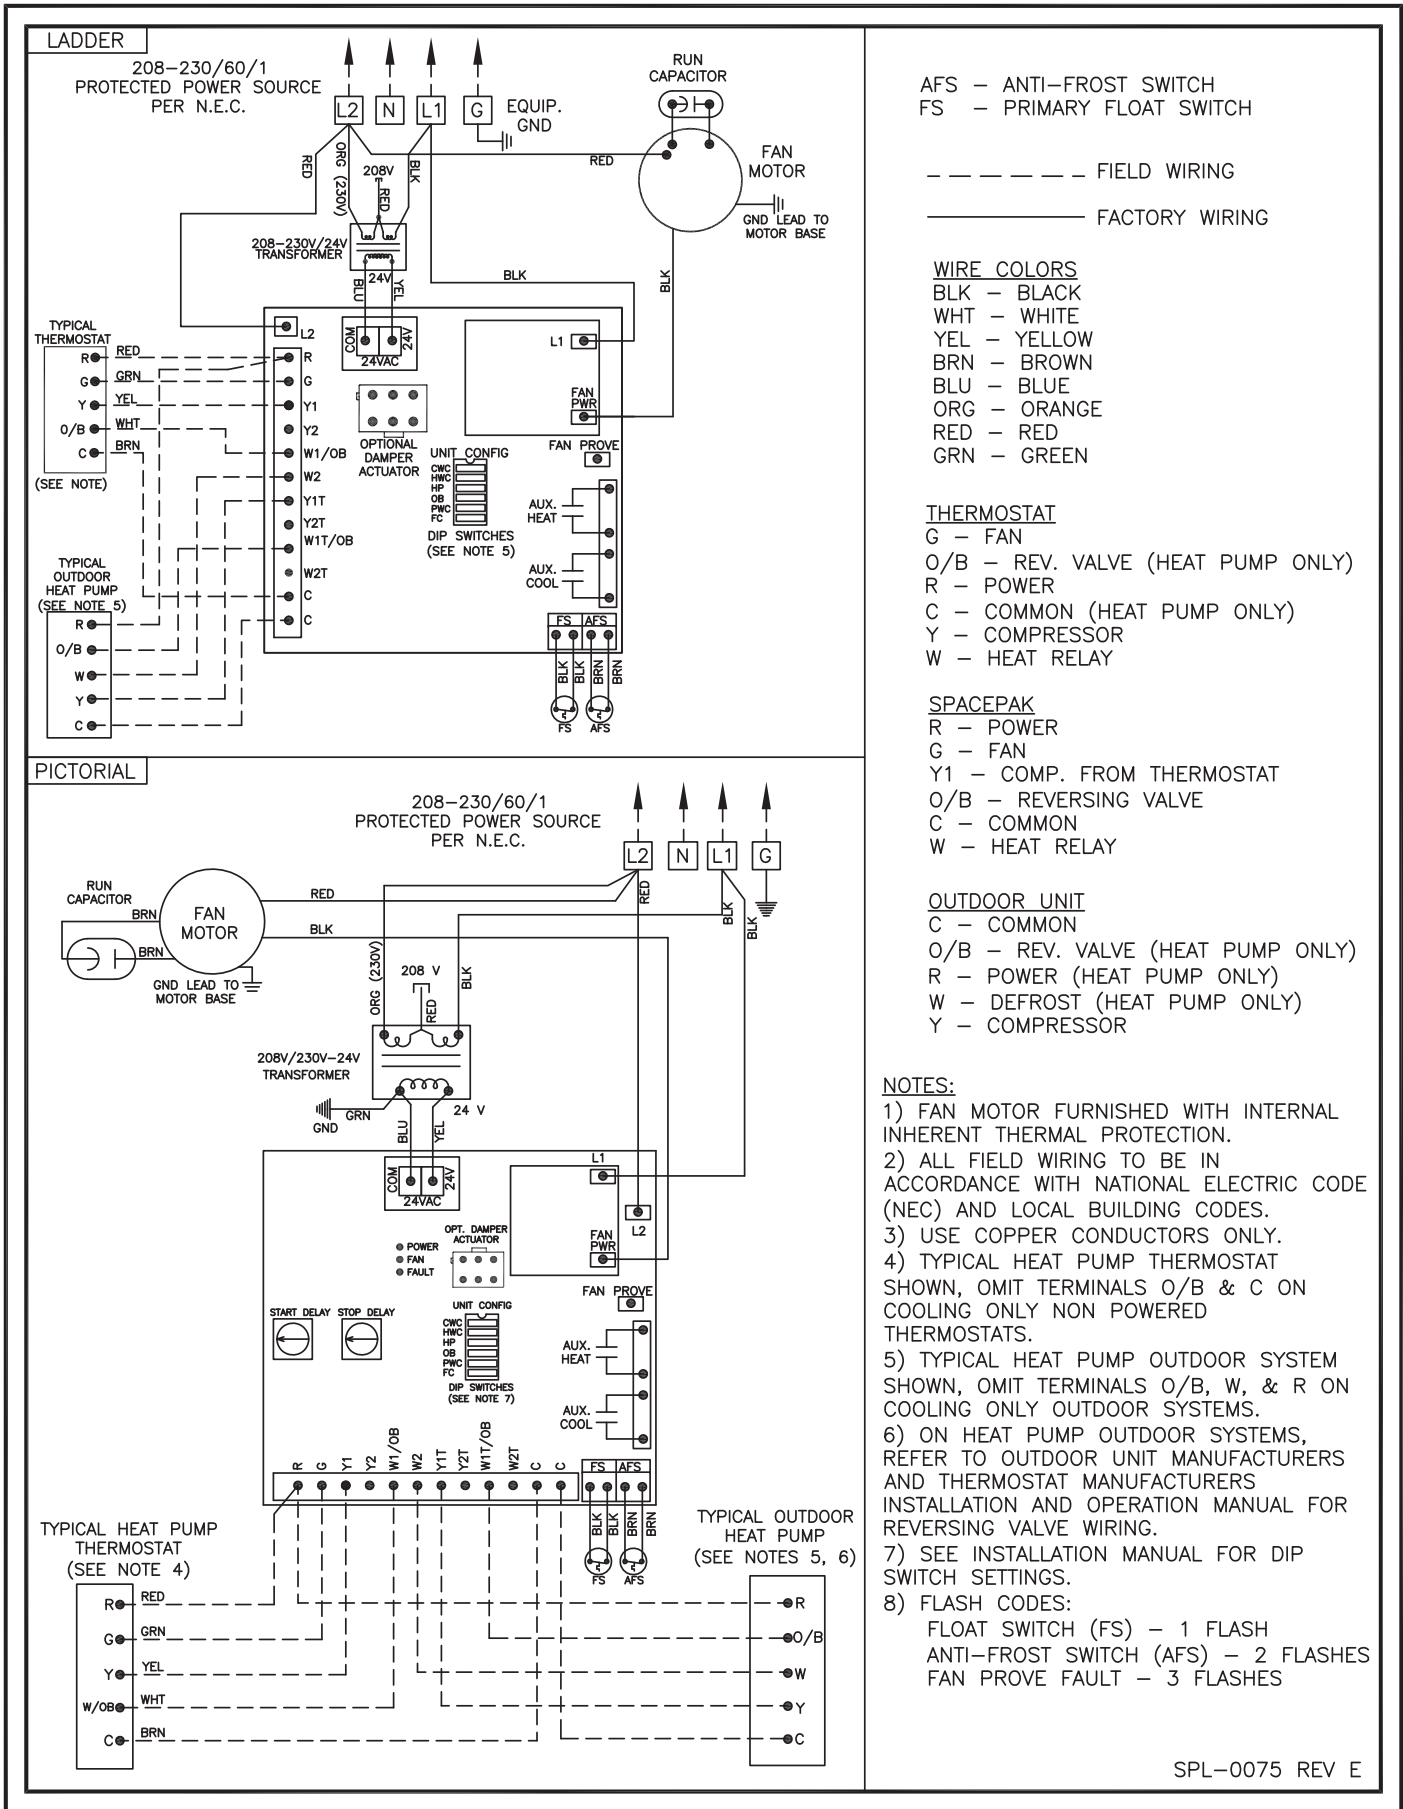 LADDER
208-230/60/1
PROTECTED POWER SOURCE
PER N.E.C.
L2
N
L1
G
EQUIP.
GND
RUN
CAPACITOR
FAN
MOTOR
GND LEAD TO
MOTOR BASE
RED
ORG (230V)
208V
RED
BLK
RED
208-230V/24V
TRANSFORMER
24V
BLU
YEL
BLK
BLK
L2
COM
24V
24VAC
L1
FAN
PWR
TYPICAL
THERMOSTAT
R
RED
G
GRN
Y
YEL
O/B
WHT
C
BRN
(SEE NOTE)
R
G
Y1
Y2
W1/OB
W2
Y1T
Y2T
W1T/OB
W2T
C
C
OPTIONAL
DAMPER
ACTUATOR
UNIT CONFIG
CWC
HWC
HP
OB
PWC
FC
DIP SWITCHES
(SEE NOTE 5)
FAN PROVE
AUX.
HEAT
AUX.
COOL
FS
AFS
BLK
BLK
BRN
BRN
FS
AFS
TYPICAL
OUTDOOR
HEAT PUMP
(SEE NOTE 5)
R
O/B
W
Y
C
PICTORIAL
208-230/60/1
PROTECTED POWER SOURCE
PER N.E.C.
L2
N
L1
G
RUN
CAPACITOR
BRN
BRN
FAN
MOTOR
GND LEAD TO
MOTOR BASE
RED
BLK
RED
BLK
BLK
ORG (230V)
208 V
RED
BLK
208V/230V-24V
TRANSFORMER
24 V
GRN
GND
BLU
YEL
COM
24V
24VAC
L1
L2
FAN
PWR
POWER
FAN
FAULT
OPT. DAMPER
ACTUATOR
FAN PROVE
START DELAY
STOP DELAY
UNIT CONFIG
CWC
HWC
HP
OB
PWC
FC
DIP SWITCHES
(SEE NOTE 7)
AUX.
HEAT
AUX.
COOL
R
G
Y1
Y2
W1/OB
W2
Y1T
Y2T
W1T/OB
W2T
C
C
FS
AFS
BLK
BLK
BRN
BRN
FS
AFS
TYPICAL HEAT PUMP
THERMOSTAT
(SEE NOTE 4)
R
RED
G
GRN
Y
YEL
W/OB
WHT
C
BRN
TYPICAL OUTDOOR
HEAT PUMP
(SEE NOTES 5, 6)
R
O/B
W
Y
C
AFS - ANTI-FROST SWITCH
FS - PRIMARY FLOAT SWITCH
FIELD WIRING
FACTORY WIRING
WIRE COLORS
BLK - BLACK
WHT - WHITE
YEL - YELLOW
BRN - BROWN
BLU - BLUE
ORG - ORANGE
RED - RED
GRN - GREEN
THERMOSTAT
G - FAN
O/B - REV. VALVE (HEAT PUMP ONLY)
R - POWER
C - COMMON (HEAT PUMP ONLY)
Y - COMPRESSOR
W - HEAT RELAY
SPACEPAK
R - POWER
G - FAN
Y1 - COMP. FROM THERMOSTAT
O/B - REVERSING VALVE
C - COMMON
W - HEAT RELAY
OUTDOOR UNIT
C - COMMON
O/B - REV. VALVE (HEAT PUMP ONLY)
R - POWER (HEAT PUMP ONLY)
W - DEFROST (HEAT PUMP ONLY)
Y - COMPRESSOR
NOTES:
1) FAN MOTOR FURNISHED WITH INTERNAL
INHERENT THERMAL PROTECTION.
2) ALL FIELD WIRING TO BE IN
ACCORDANCE WITH NATIONAL ELECTRIC CODE
(NEC) AND LOCAL BUILDING CODES.
3) USE COPPER CONDUCTORS ONLY.
4) TYPICAL HEAT PUMP THERMOSTAT
SHOWN, OMIT TERMINALS O/B & C ON
COOLING ONLY NON POWERED
THERMOSTATS.
5) TYPICAL HEAT PUMP OUTDOOR SYSTEM
SHOWN, OMIT TERMINALS O/B, W, & R ON
COOLING ONLY OUTDOOR SYSTEMS.
6) ON HEAT PUMP OUTDOOR SYSTEMS,
REFER TO OUTDOOR UNIT MANUFACTURERS
AND THERMOSTAT MANUFACTURERS
INSTALLATION AND OPERATION MANUAL FOR
REVERSING VALVE WIRING.
7) SEE INSTALLATION MANUAL FOR DIP
SWITCH SETTINGS.
8) FLASH CODES:
FLOAT SWITCH (FS) - 1 FLASH
ANTI-FROST SWITCH (AFS) - 2 FLASHES
FAN PROVE FAULT - 3 FLASHES
SPL-0075 REV E